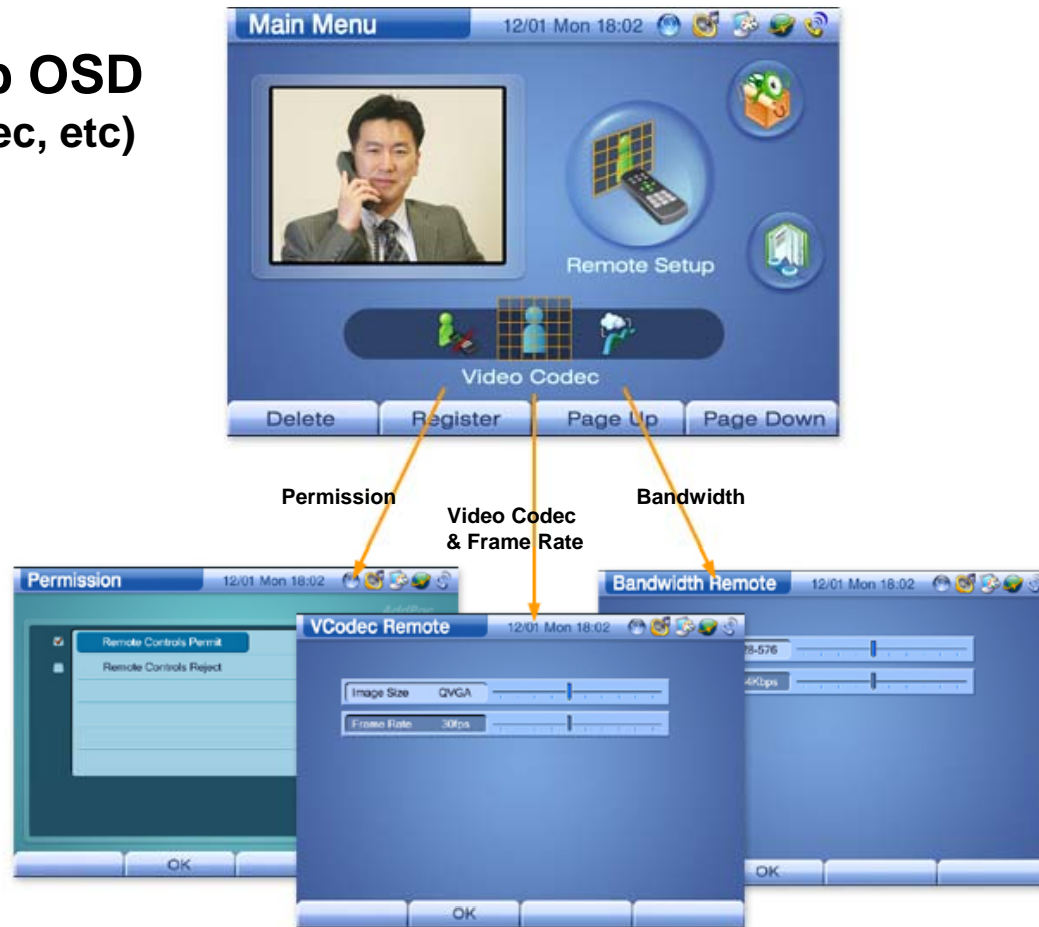 OSD
ec, etc)
Main Menu
12/01 Mon 18:02
Remote Setup
Video Codec
Delete
Register
Page Up
Page Down
Permission
Video Codec
& Frame Rate
Bandwidth
Permission
12/01 Mon 18:02
Remote Controls Permit
Remote Controls Reject
OK
VCodec Remote
12/01 Mon 18:02
Image Size QVGA
Frame Rate 30fps
OK
Bandwidth Remote
12/01 Mon 18:02
28-576
4Kbps
OK